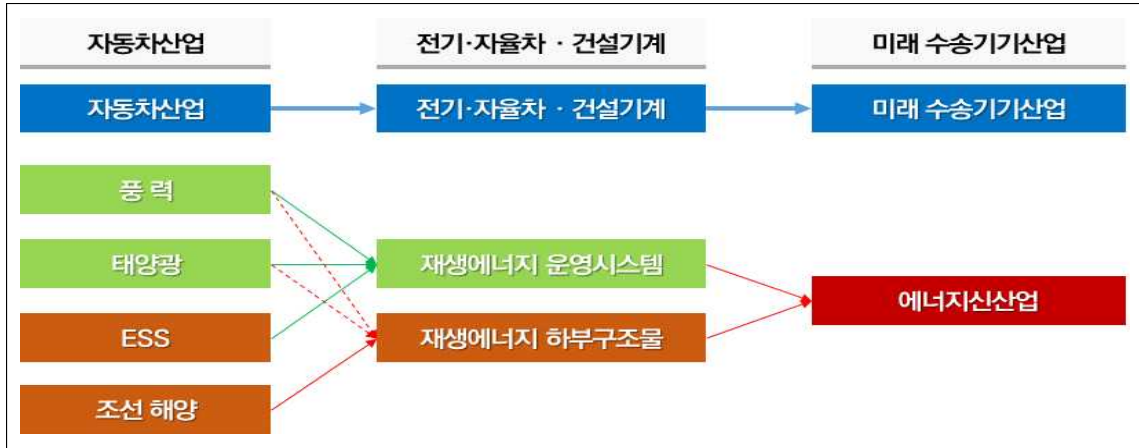 자동차산업
전기·자율차 · 건설기계
미래 수송기기산업
자동차산업
전기·자율차 · 건설기계
미래 수송기기산업
풍 력
태양광
재생에너지 운영시스템
에너지신산업
ESS
재생에너지 하부구조물
조선 해양